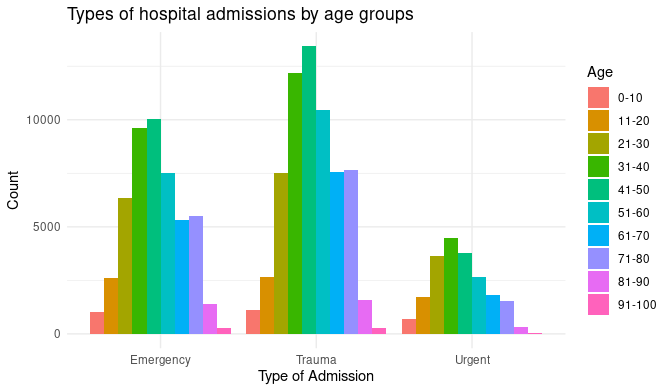 Types of hospital admissions by age groups
Count
10000
5000
0
Emergency
Trauma
Urgent
Type of Admission
Age
0-10
11-20
21-30
31-40
41-50
51-60
61-70
71-80
81-90
91-100